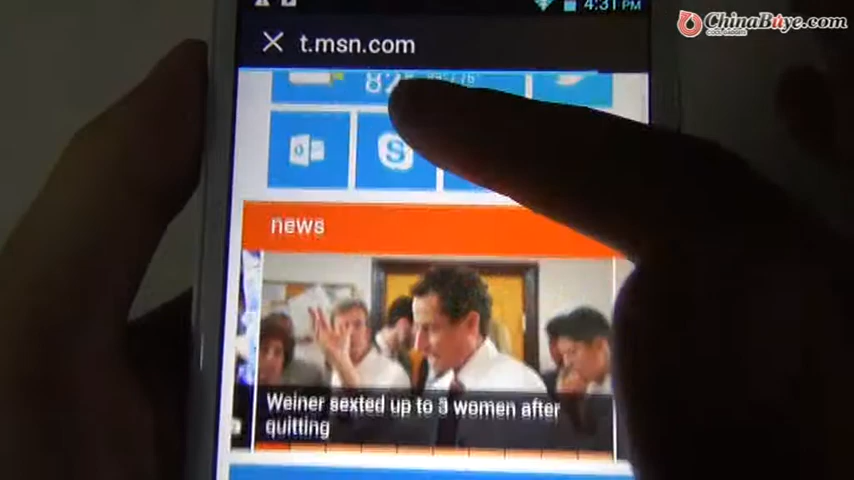 4:31 PM
ChinaBuye.com
t.msn.com
news
Weiner sexted up to 3 women after
quitting